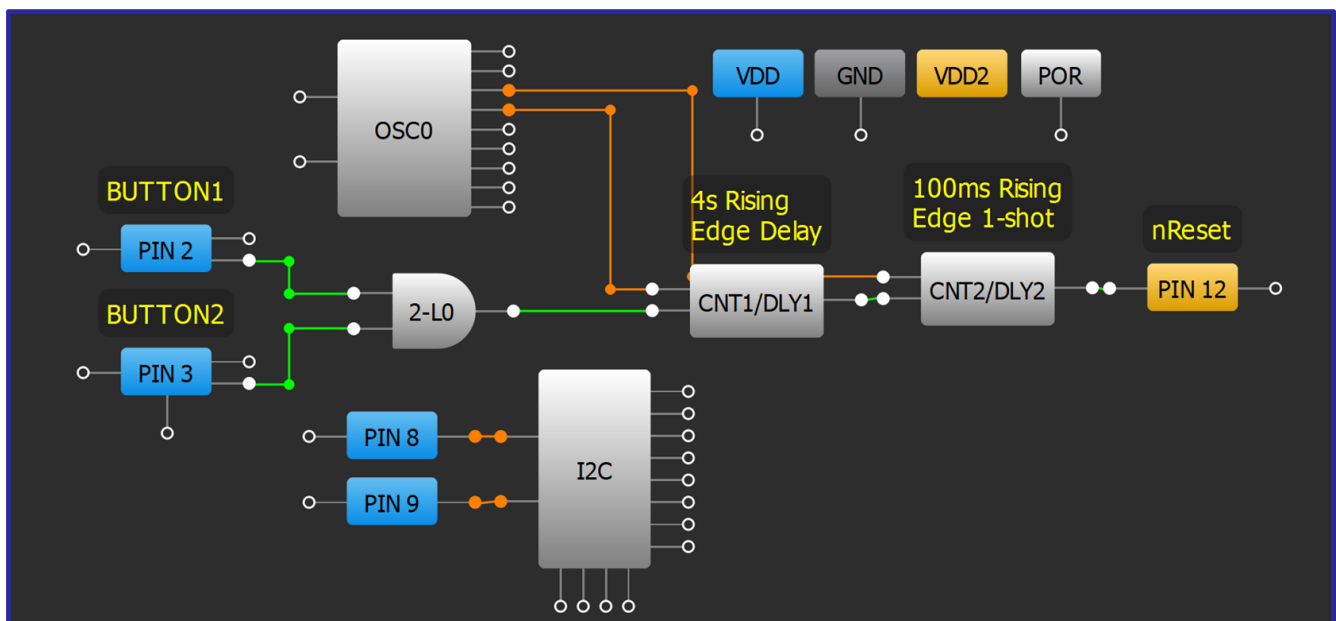 OSC0
VDD
GND
VDD2
POR
BUTTON1
PIN 2
BUTTON2
PIN 3
2-L0
4s Rising
Edge Delay
CNT1/DLY1
100ms Rising
Edge 1-shot
CNT2/DLY2
nReset
PIN 12
PIN 8
PIN 9
I2C